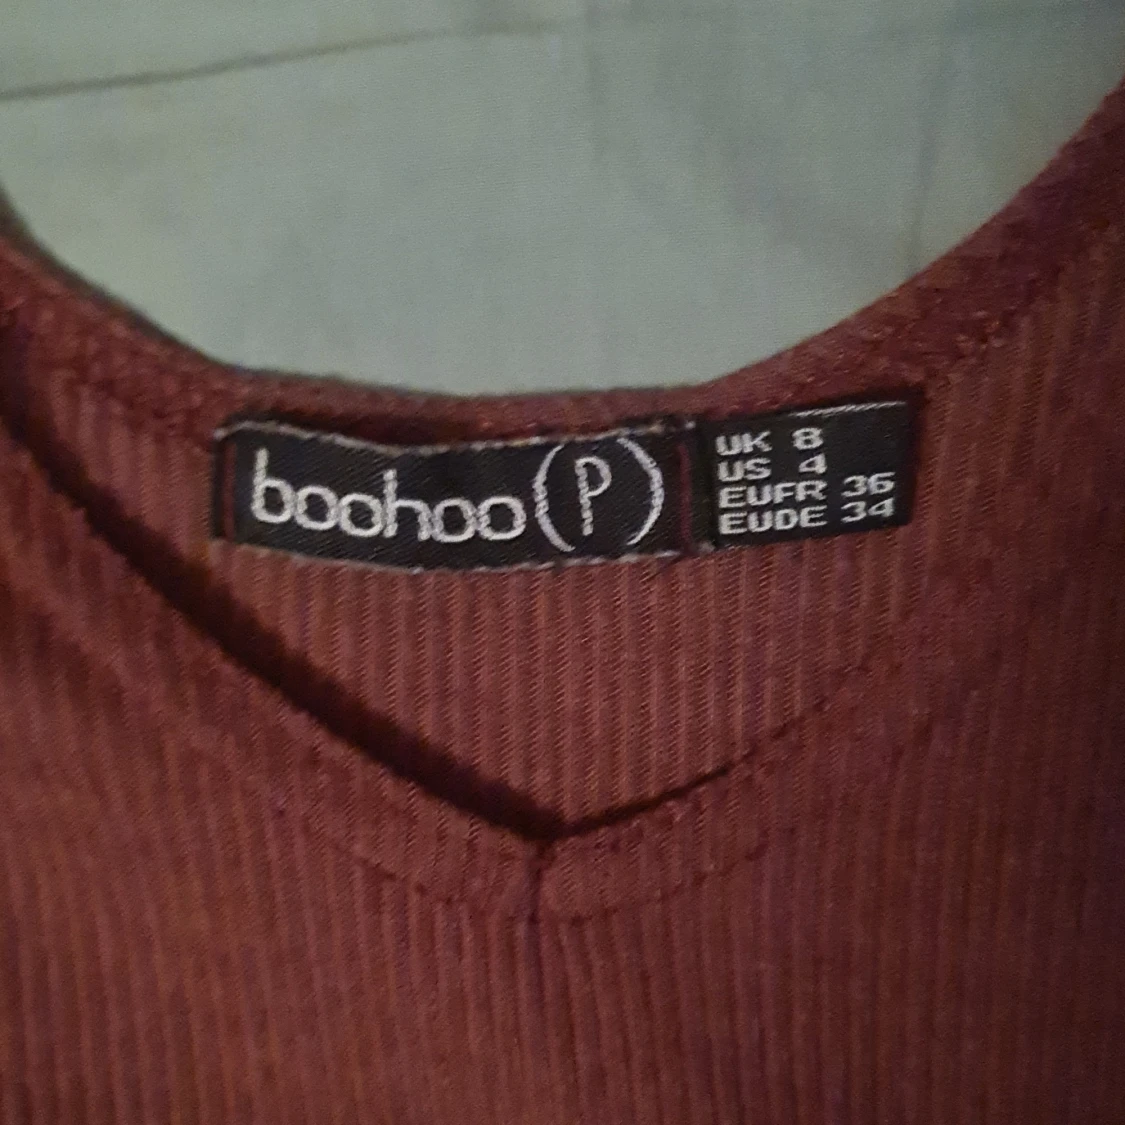 boohoo (P)
UK 8
US 4
EUFR 36
EUDE 34